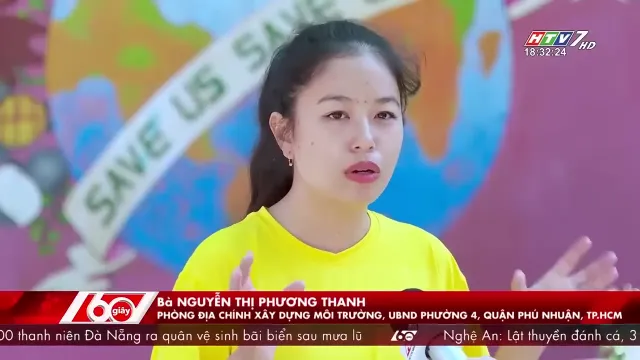 SAVE US SAVE
HTV7 HD
18:32:24
60 giây
Bà NGUYỄN THỊ PHƯƠNG THANH
PHÒNG ĐỊA CHÍNH XÂY DỰNG MÔI TRƯỜNG, UBND PHƯỜNG 4, QUẬN PHÚ NHUẬN, TP.HCM
00 thanh niên Đà Nẵng ra quân vệ sinh bãi biển sau mưa lũ 60 Nghệ An: Lật thuyền đánh cá, 3